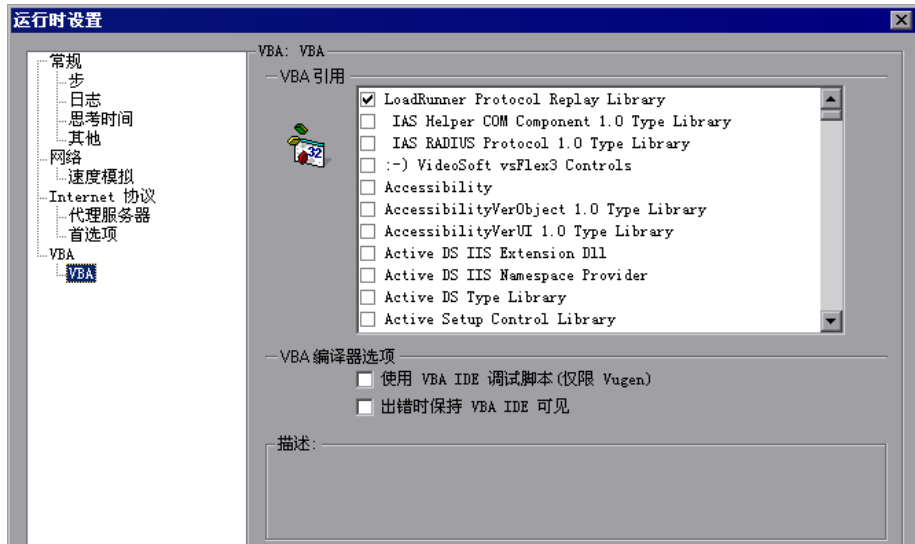 运行时设置
常规
步
日志
思考时间
其他
网络
速度模拟
Internet 协议
代理服务器
首选项
VBA
VBA
VBA: VBA
VBA 引用
LoadRunner Protocol Replay Library
IAS Helper COM Component 1.0 Type Library
IAS RADIUS Protocol 1.0 Type Library
:-) VideoSoft vsFlex3 Controls
Accessibility
AccessibilityVerObject 1.0 Type Library
AccessibilityVerUI 1.0 Type Library
Active DS IIS Extension Dll
Active DS IIS Namespace Provider
Active DS Type Library
Active Setup Control Library
32
VBA 编译器选项
使用 VBA IDE 调试脚本(仅限 Vugen)
出错时保持 VBA IDE 可见
描述: